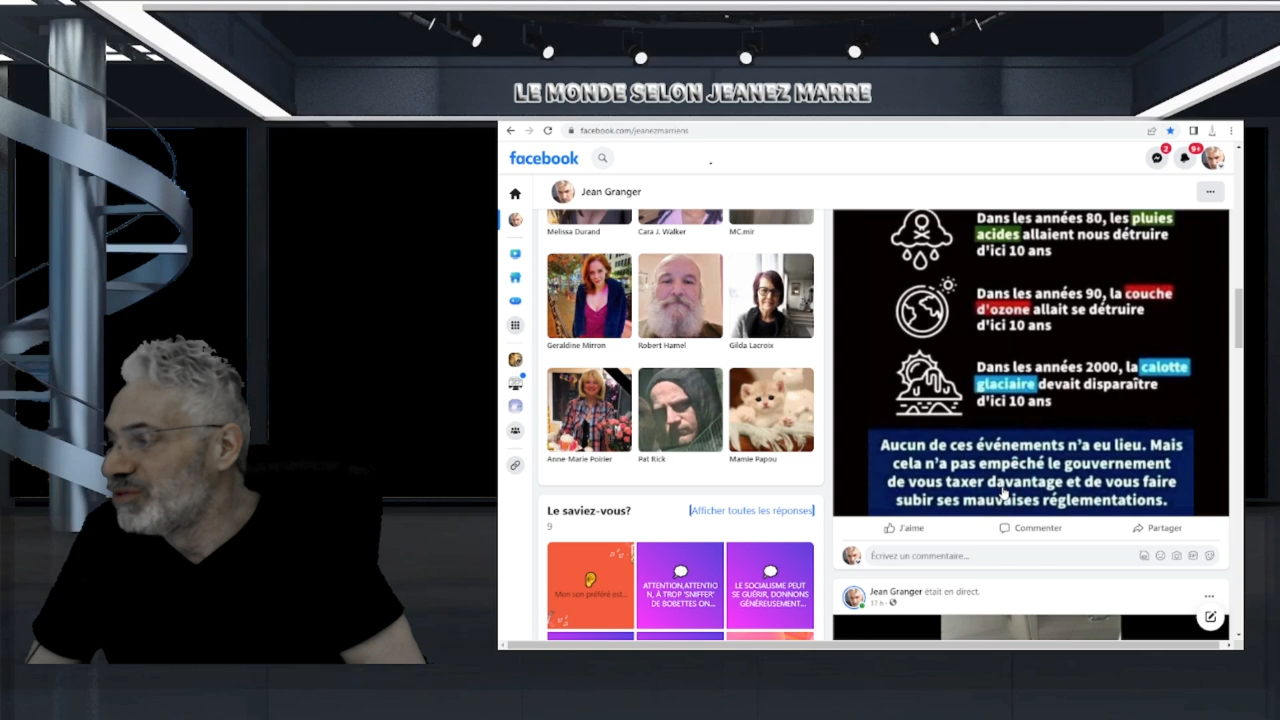 LE MONDE SELON JEANEZ MARRE
facebook.com/jeanezmarriens
facebook
2
9+
Jean Granger
Melissa Durand
Cara J. Walker
MC.mir
Geraldine Mirron
Robert Hamel
Gilda Lacroix
Anne-Marie Poirier
Pat Rick
Mamie Papou
Le saviez-vous?
Afficher toutes les réponses
9
Mon son préféré est...
ATTENTION,ATTENTIO
N, À TROP 'SNIFFER'
DE BOBETTES ON...
LE SOCIALISME PEUT
SE GUÉRIR, DONNONS
GÉNÉREUSEMENT...
Dans les années 80, les pluies
acides allaient nous détruire
d'ici 10 ans
Dans les années 90, la couche
d'ozone allait se détruire
d'ici 10 ans
Dans les années 2000, la calotte
glaciaire devait disparaître
d'ici 10 ans
Aucun de ces événements n'a eu lieu. Mais
cela n'a pas empêché le gouvernement
de vous taxer davantage et de vous faire
subir ses mauvaises réglementations.
J'aime
Commenter
Partager
Écrivez un commentaire...
Jean Granger était en direct.
17 h